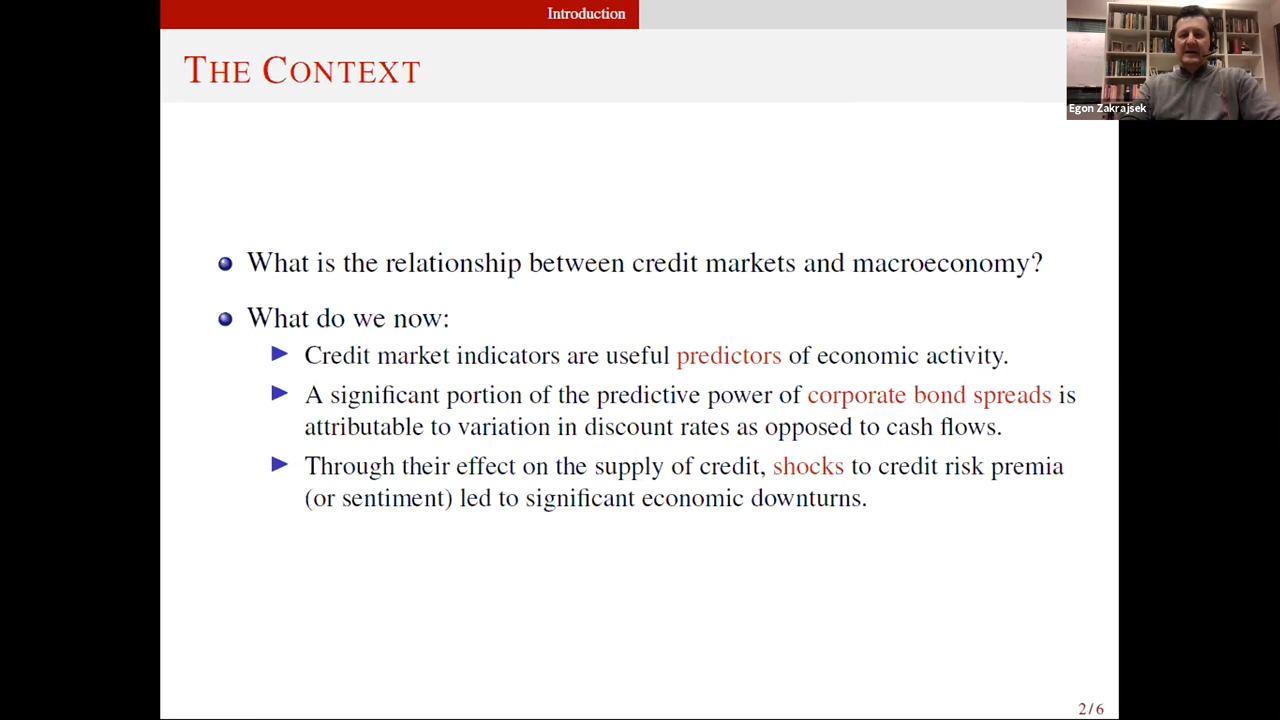 Introduction
THE CONTEXT
Egon Zakrajsek
What is the relationship between credit markets and macroeconomy?
What do we now:
Credit market indicators are useful predictors of economic activity.
A significant portion of the predictive power of corporate bond spreads is
attributable to variation in discount rates as opposed to cash flows.
Through their effect on the supply of credit, shocks to credit risk premia
(or sentiment) led to significant economic downturns.
2/6